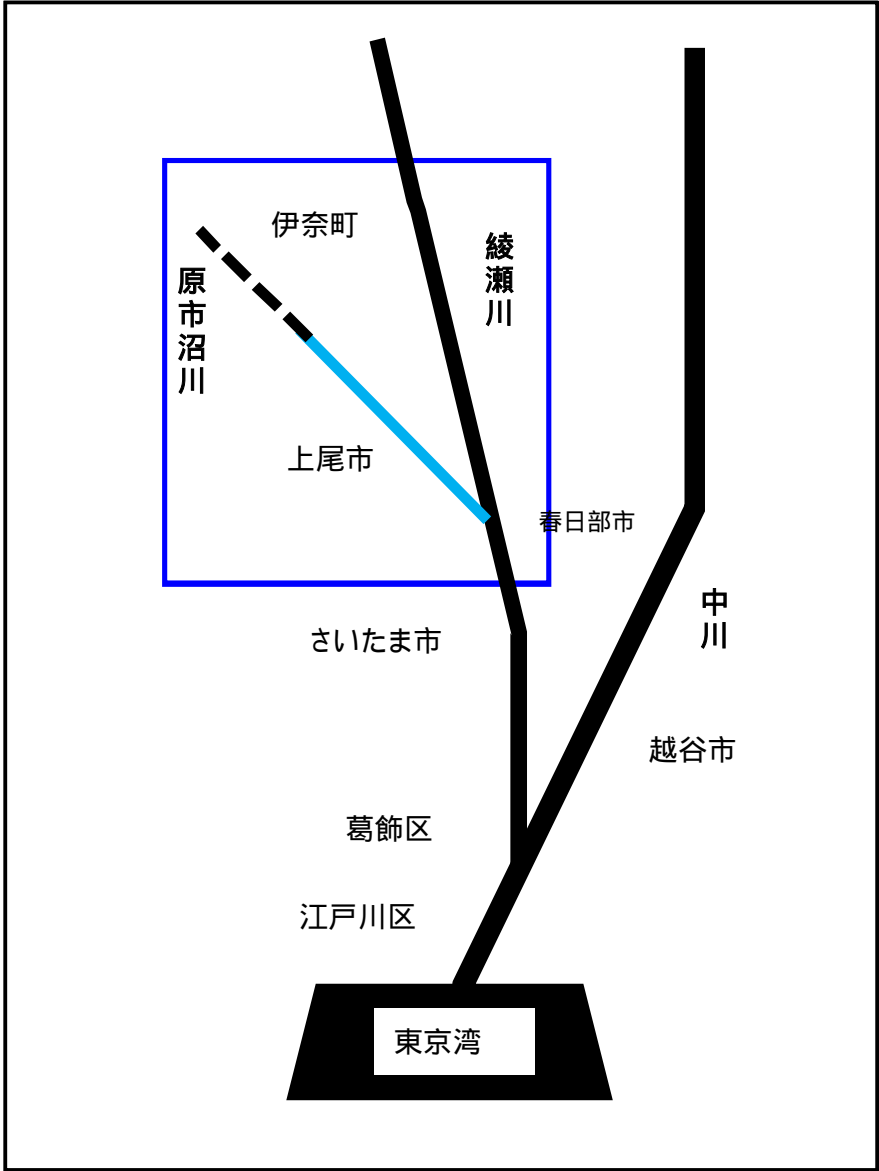 伊奈町
綾瀬川
原市沼川
上尾市
春日部市
中川
さいたま市
越谷市
葛飾区
江戸川区
東京湾